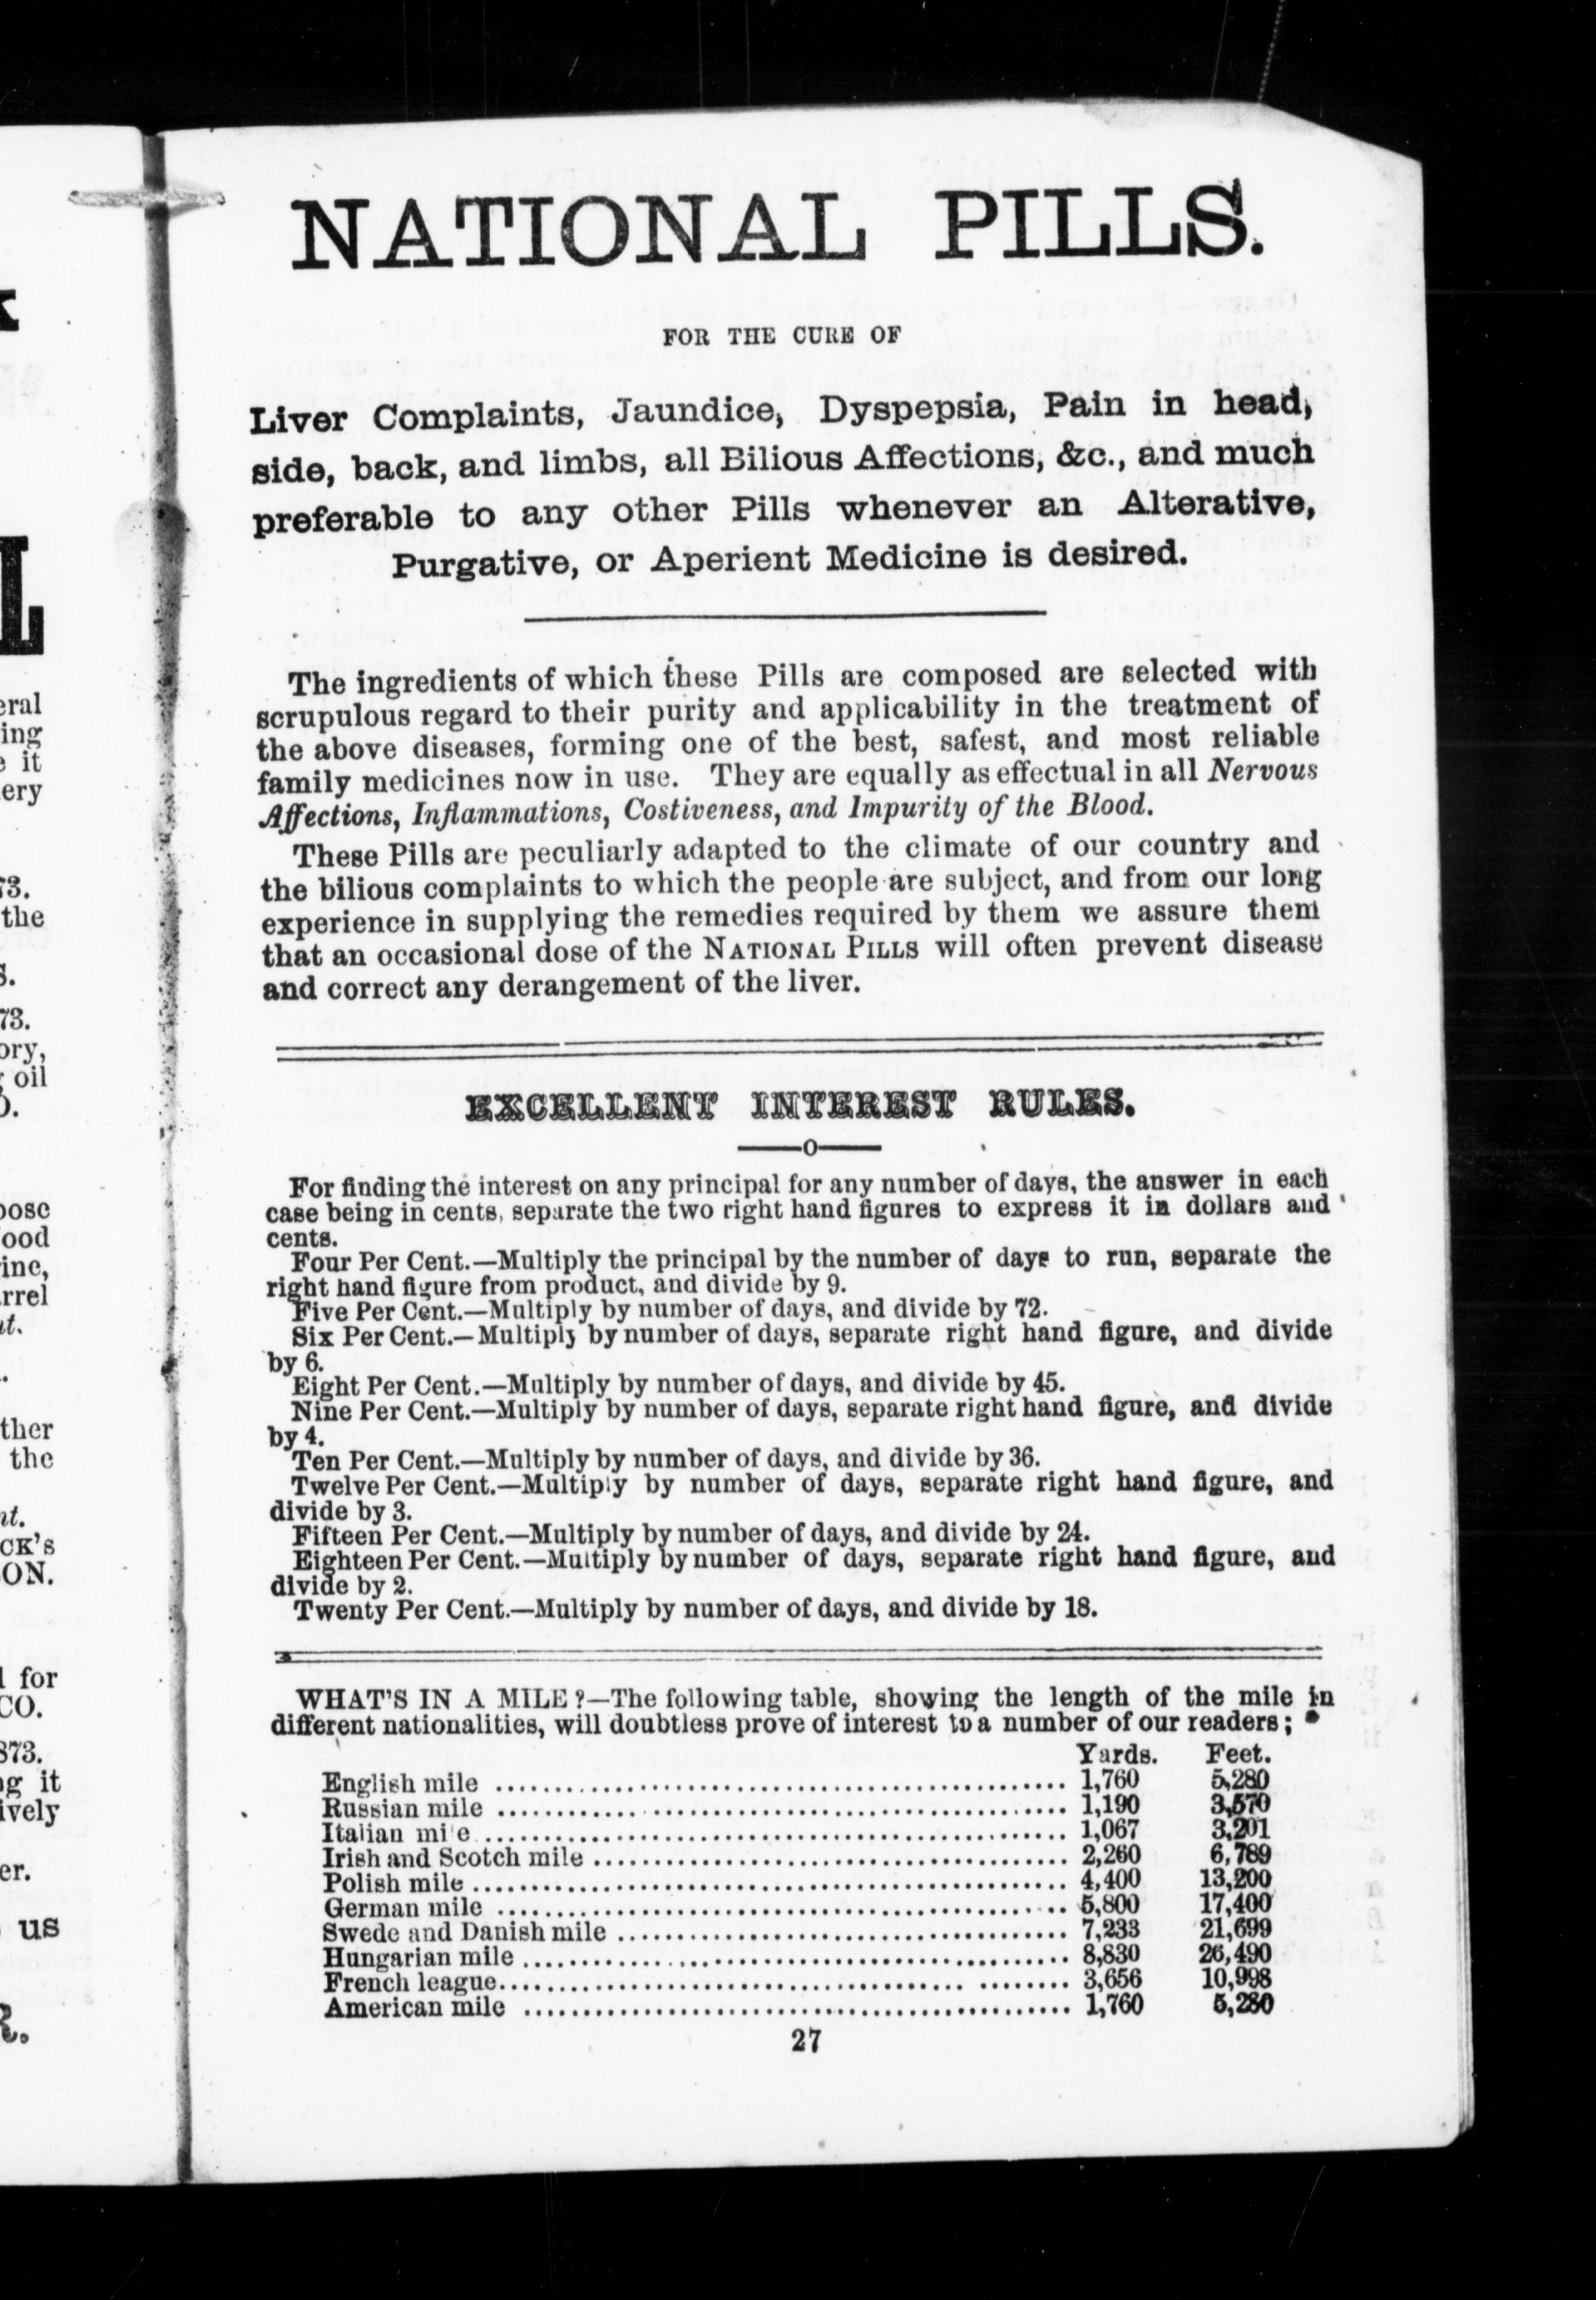 NATIONAL PILLS.
FOR THE CURE OF
Liver Complaints, Jaundice, Dyspepsia, Pain in head,
side, back, and limbs, all Bilious Affections, &c., and much
preferable to any other Pills whenever an Alterative,
Purgative, or Aperient Medicine is desired.
The ingredients of which these Pills are composed are selected with
scrupulous regard to their purity and applicability in the treatment of
the above diseases, forming one of the best, safest, and most reliable
family medicines now in use. They are equally as effectual in all Nervous
Affections, Inflammations, Costiveness, and Impurity of the Blood.
These Pills are peculiarly adapted to the climate of our country and
the bilious complaints to which the people are subject, and from our long
experience in supplying the remedies required by them we assure them
that an occasional dose of the NATIONAL PILLS will often prevent disease
and correct any derangement of the liver.
EXCELLENT INTEREST RULES.
——o——
For finding the interest on any principal for any number of days, the answer in each
case being in cents, separate the two right hand figures to express it in dollars and
cents.
Four Per Cent.—Multiply the principal by the number of days to run, separate the
right hand figure from product, and divide by 9.
Five Per Cent.—Multiply by number of days, and divide by 72.
Six Per Cent.—Multiply by number of days, separate right hand figure, and divide
by 6.
Eight Per Cent.—Multiply by number of days, and divide by 45.
Nine Per Cent.—Multiply by number of days, separate right hand figure, and divide
by 4.
Ten Per Cent.—Multiply by number of days, and divide by 36.
Twelve Per Cent.—Multiply by number of days, separate right hand figure, and
divide by 3.
Fifteen Per Cent.—Multiply by number of days, and divide by 24.
Eighteen Per Cent.—Multiply by number of days, separate right hand figure, and
divide by 2.
Twenty Per Cent.—Multiply by number of days, and divide by 18.
WHAT'S IN A MILE?—The following table, showing the length of the mile in
different nationalities, will doubtless prove of interest to a number of our readers;
Yards. Feet.
English mile ........ 1,760 5,280
Russian mile ........ 1,190 3,570
Italian mile ........ 1,067 3,201
Irish and Scotch mile ........ 2,260 6,789
Polish mile ........ 4,400 13,200
German mile ........ 5,800 17,400
Swede and Danish mile ........ 7,233 21,699
Hungarian mile ........ 8,830 26,490
French league ........ 3,656 10,998
American mile ........ 1,760 5,280
27